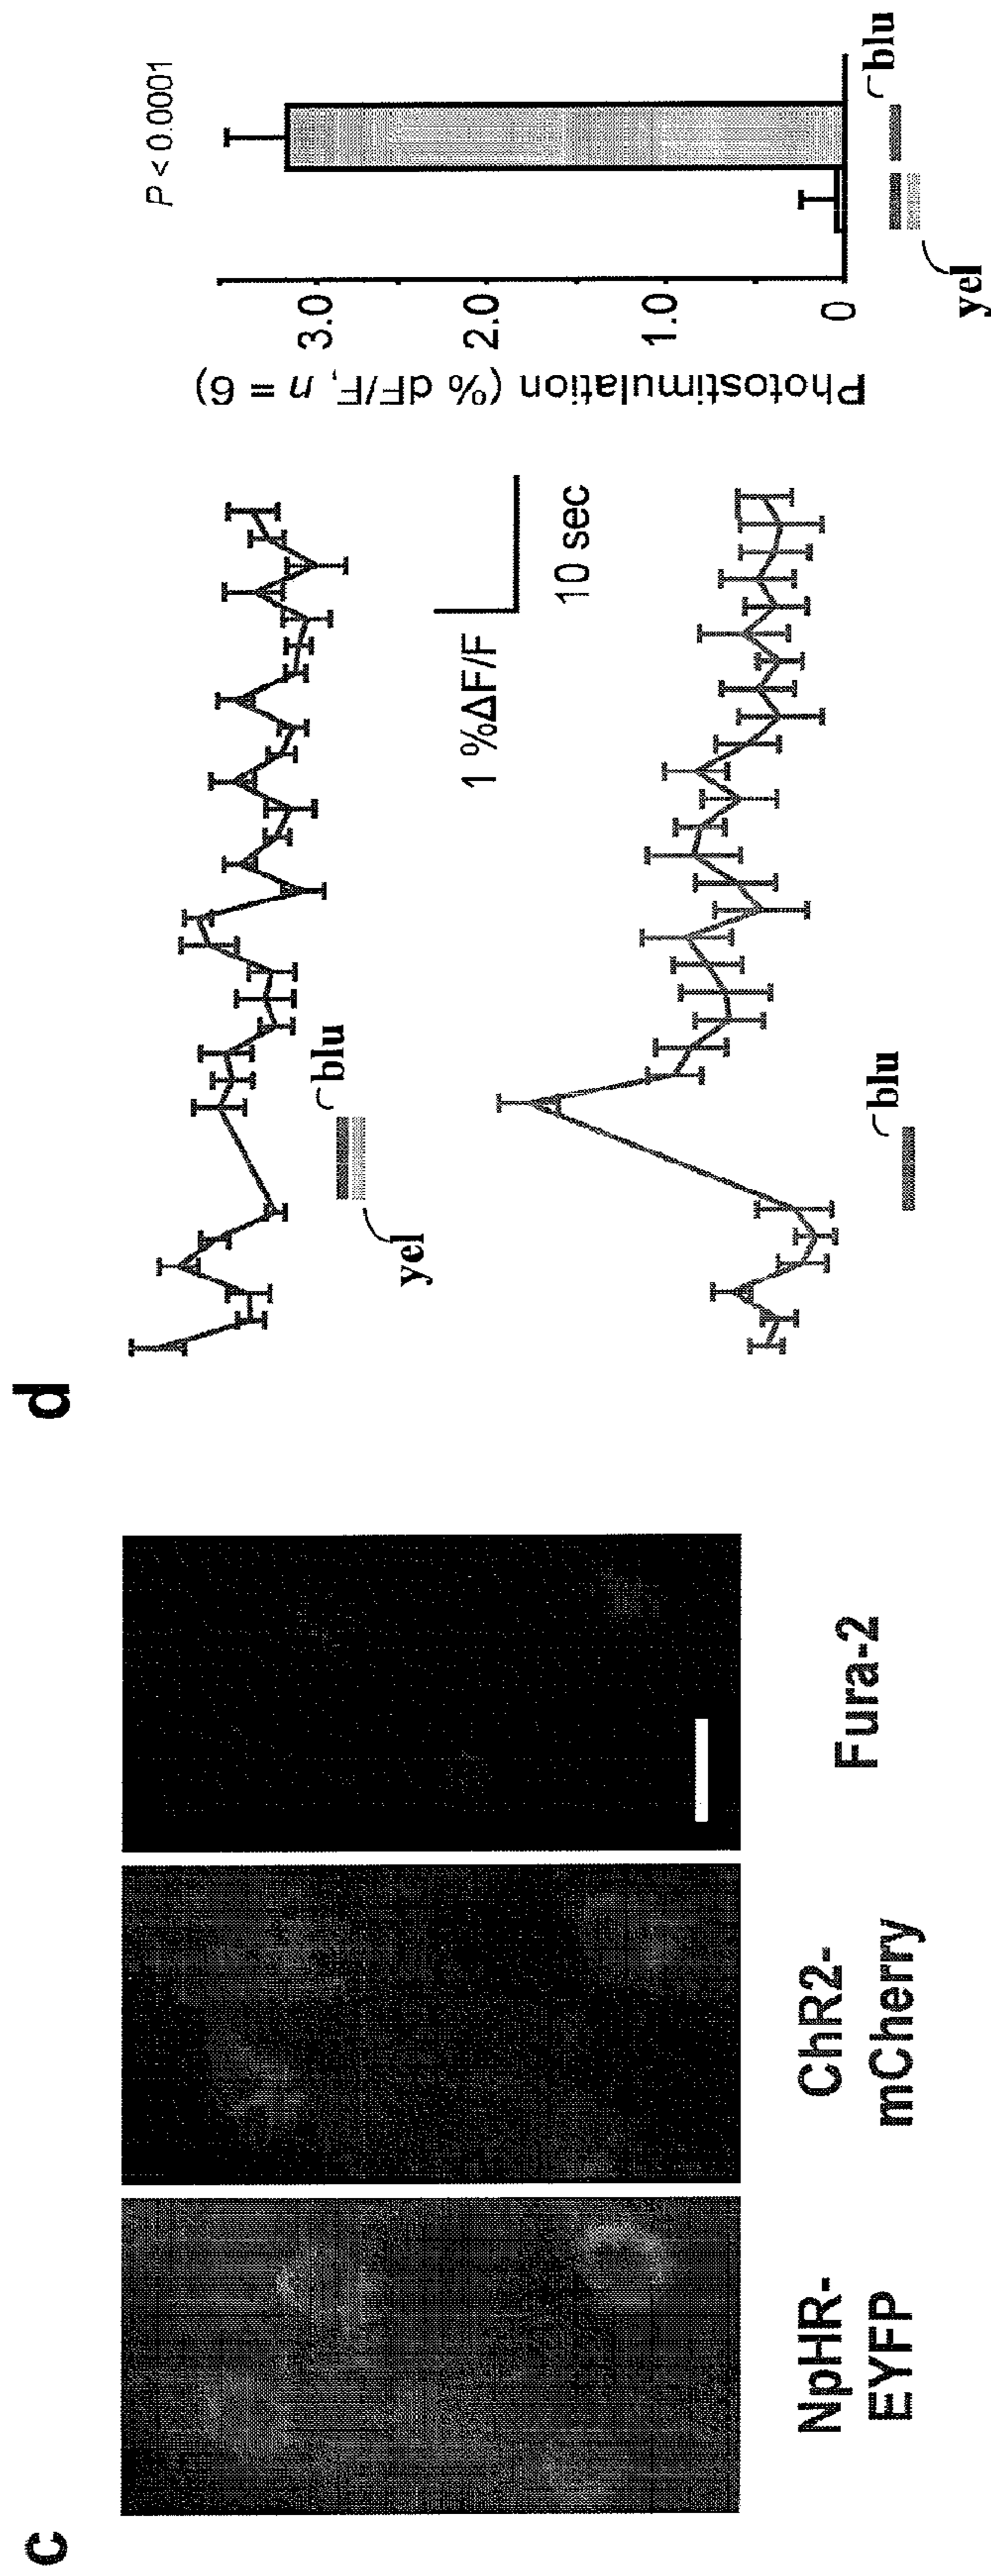 c
NpHR-
EYFP
ChR2-
mCherry
Fura-2
d
yel
blu
1 %ΔF/F
10 sec
blu
Photostimulation (% dF/F, n = 6)
3.0
2.0
1.0
0
P < 0.0001
yel
blu